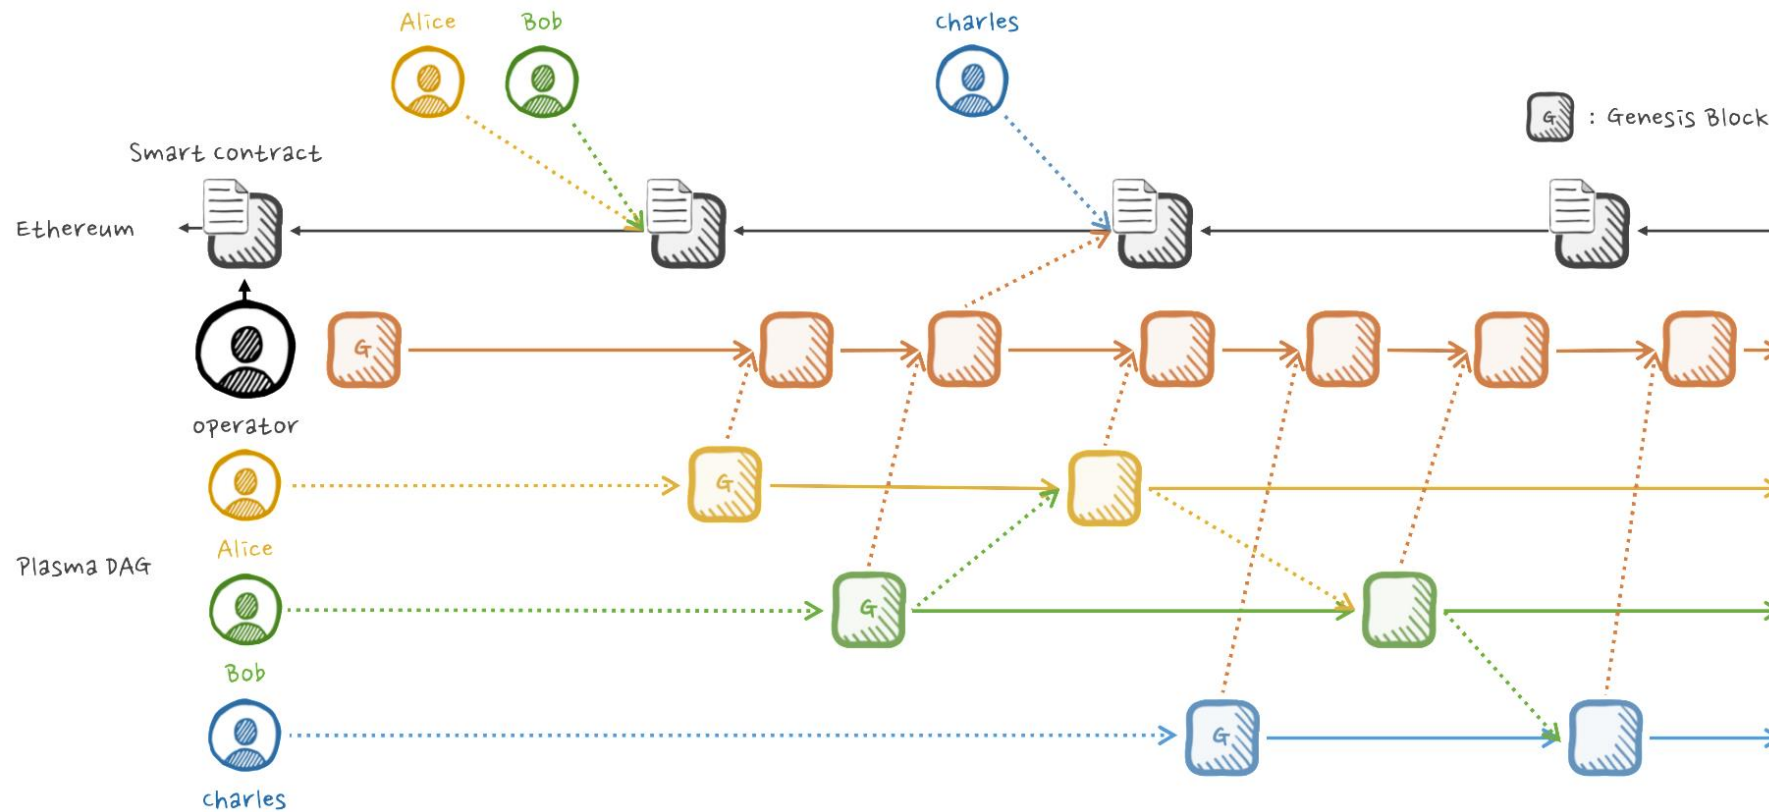 Alice
Bob
Charles
G : Genesis Block
Smart contract
Ethereum
G
operator
G
Alice
Plasma DAG
G
Bob
G
Charles